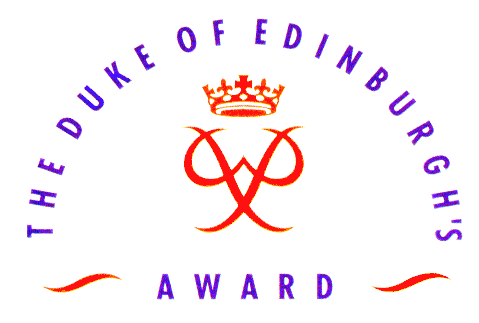 THE DUKE OF EDINBURGH'S
AWARD